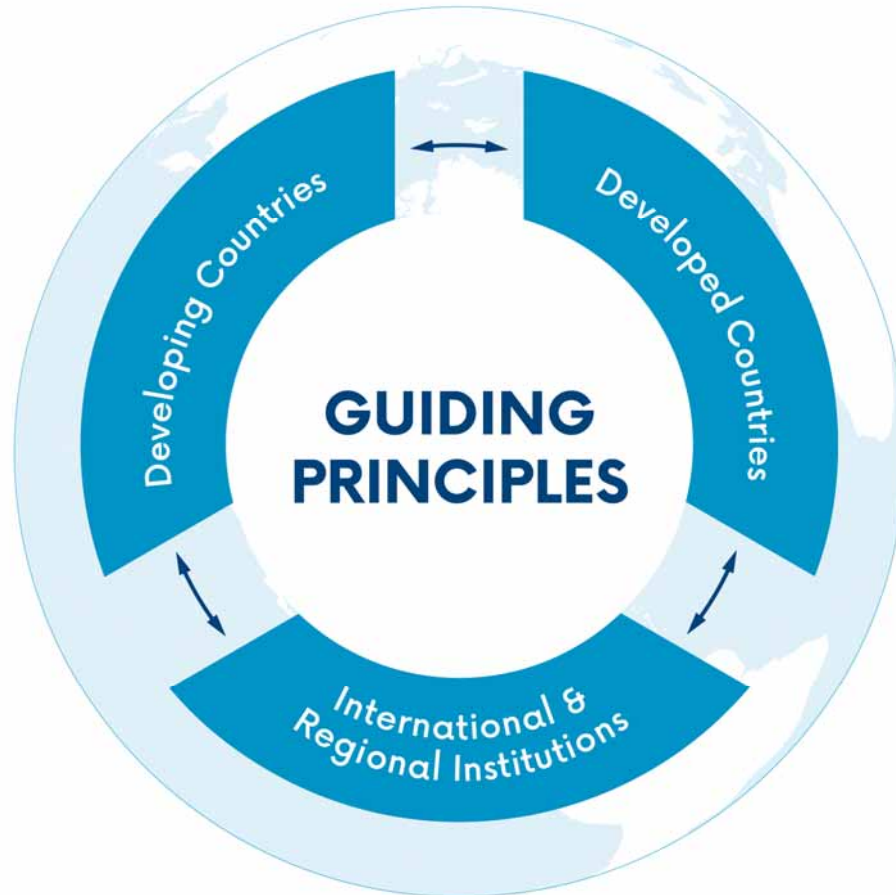 Developing Countries
Developed Countries
GUIDING
PRINCIPLES
International &
Regional Institutions